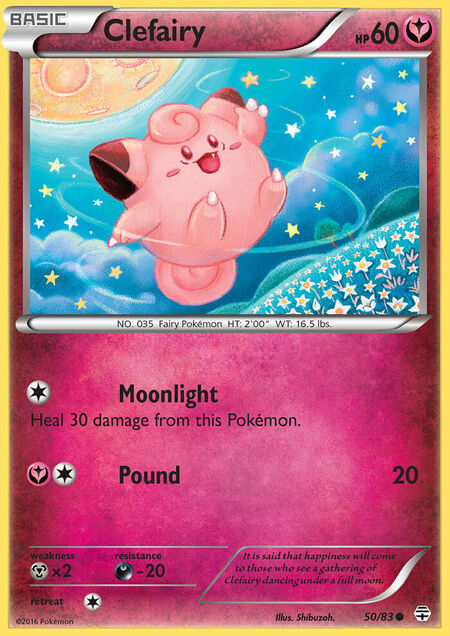 BASIC
Clefairy
HP60
NO. 035 Fairy Pokémon HT: 2'00" WT: 16.5 lbs.
Moonlight
Heal 30 damage from this Pokémon.
Pound 20
weakness resistance
×2 -20
retreat
It is said that happiness will come
to those who see a gathering of
Clefairy dancing under a full moon.
©2016 Pokémon
Illus. Shibuzoh.
50/83